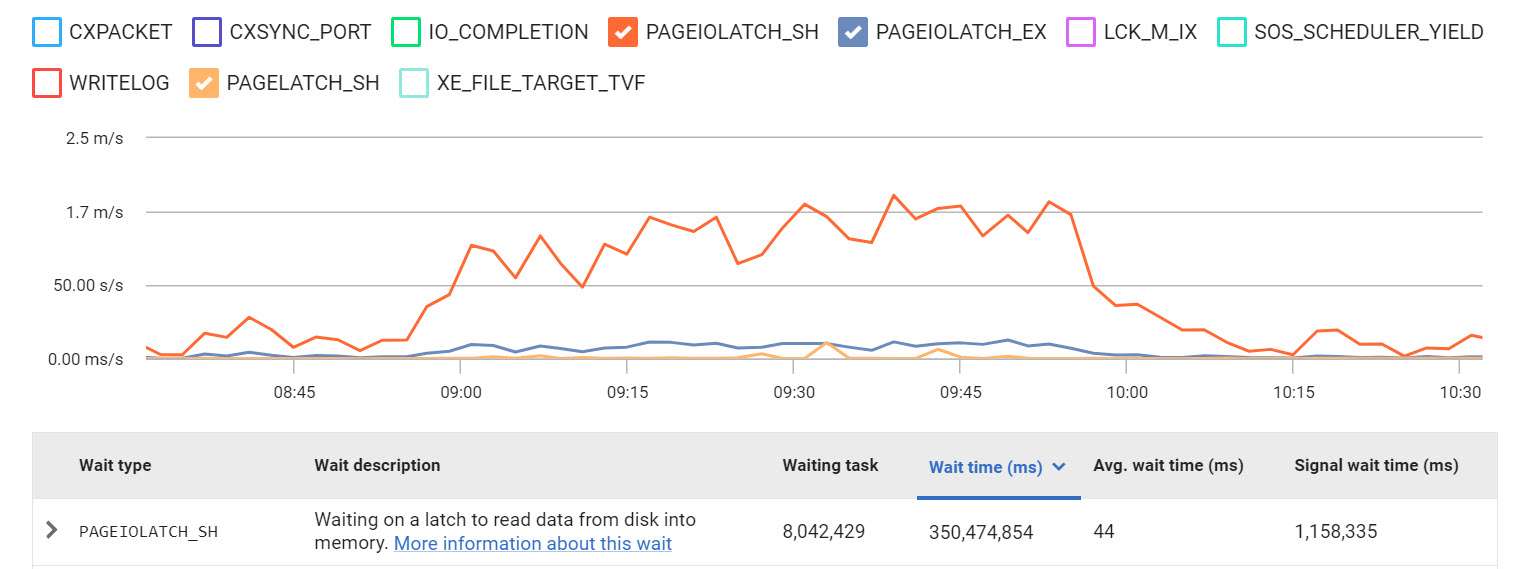 CXPACKET CXSYNC_PORT IO_COMPLETION PAGEIOLATCH_SH PAGEIOLATCH_EX LCK_M_IX SOS_SCHEDULER_YIELD
WRITELOG PAGELATCH_SH XE_FILE_TARGET_TVF
2.5 m/s
1.7 m/s
50.00 s/s
0.00 ms/s
08:45 09:00 09:15 09:30 09:45 10:00 10:15 10:30
Wait type Wait description Waiting task Wait time (ms) Avg. wait time (ms) Signal wait time (ms)
PAGEIOLATCH_SH Waiting on a latch to read data from disk into 8,042,429 350,474,854 44 1,158,335
memory. More information about this wait